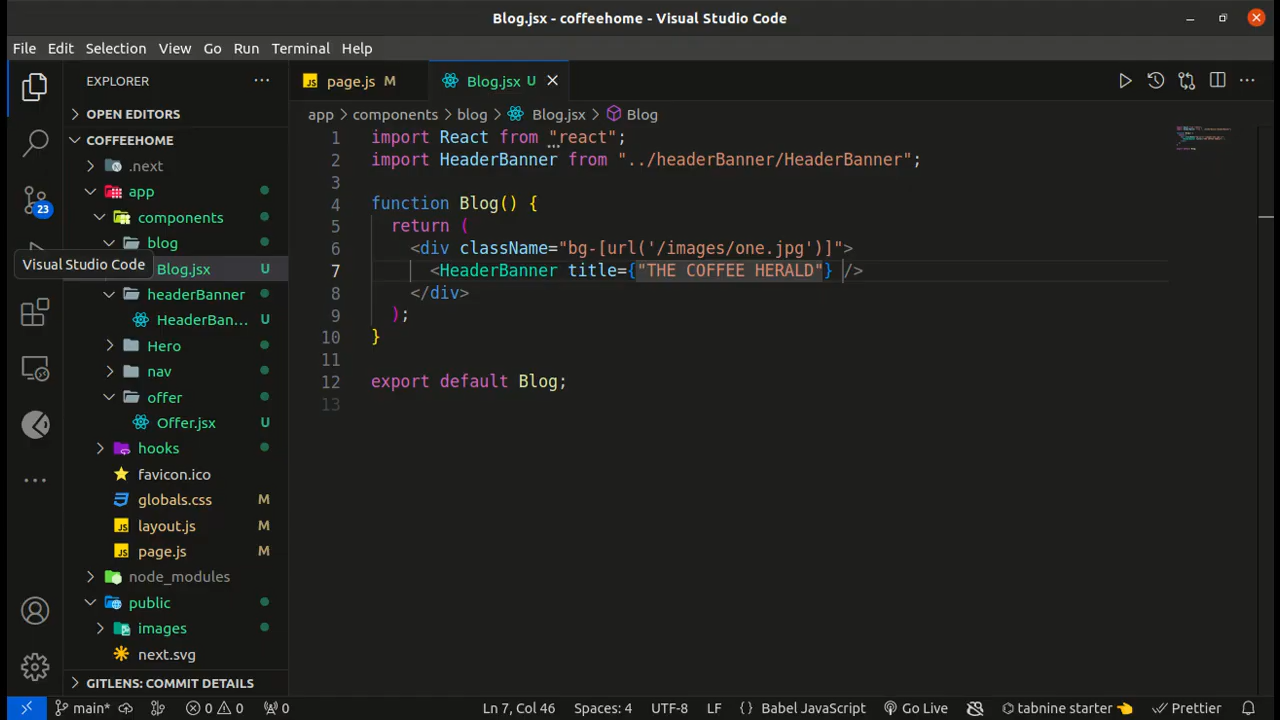 Blog.jsx - coffeehome - Visual Studio Code
File Edit Selection View Go Run Terminal Help
EXPLORER
OPEN EDITORS
COFFEEHOME
.next
app
components
blog
Visual Studio Code
Blog.jsx U
headerBanner
HeaderBan... U
Hero
nav
offer
Offer.jsx U
hooks
favicon.ico
globals.css M
layout.js M
page.js M
node_modules
public
images
next.svg
GITLENS: COMMIT DETAILS
23
page.js M Blog.jsx U
app > components > blog > Blog.jsx > Blog
1 import React from "react";
2 import HeaderBanner from "../headerBanner/HeaderBanner";
3
4 function Blog() {
5 return (
6 <div className="bg-[url('/images/one.jpg')]">
7 <HeaderBanner title={"THE COFFEE HERALD"} />
8 </div>
9 );
10 }
11
12 export default Blog;
13
main* 0 0 0 Ln 7, Col 46 Spaces: 4 UTF-8 LF {} Babel JavaScript Go Live tabnine starter 👈 Prettier